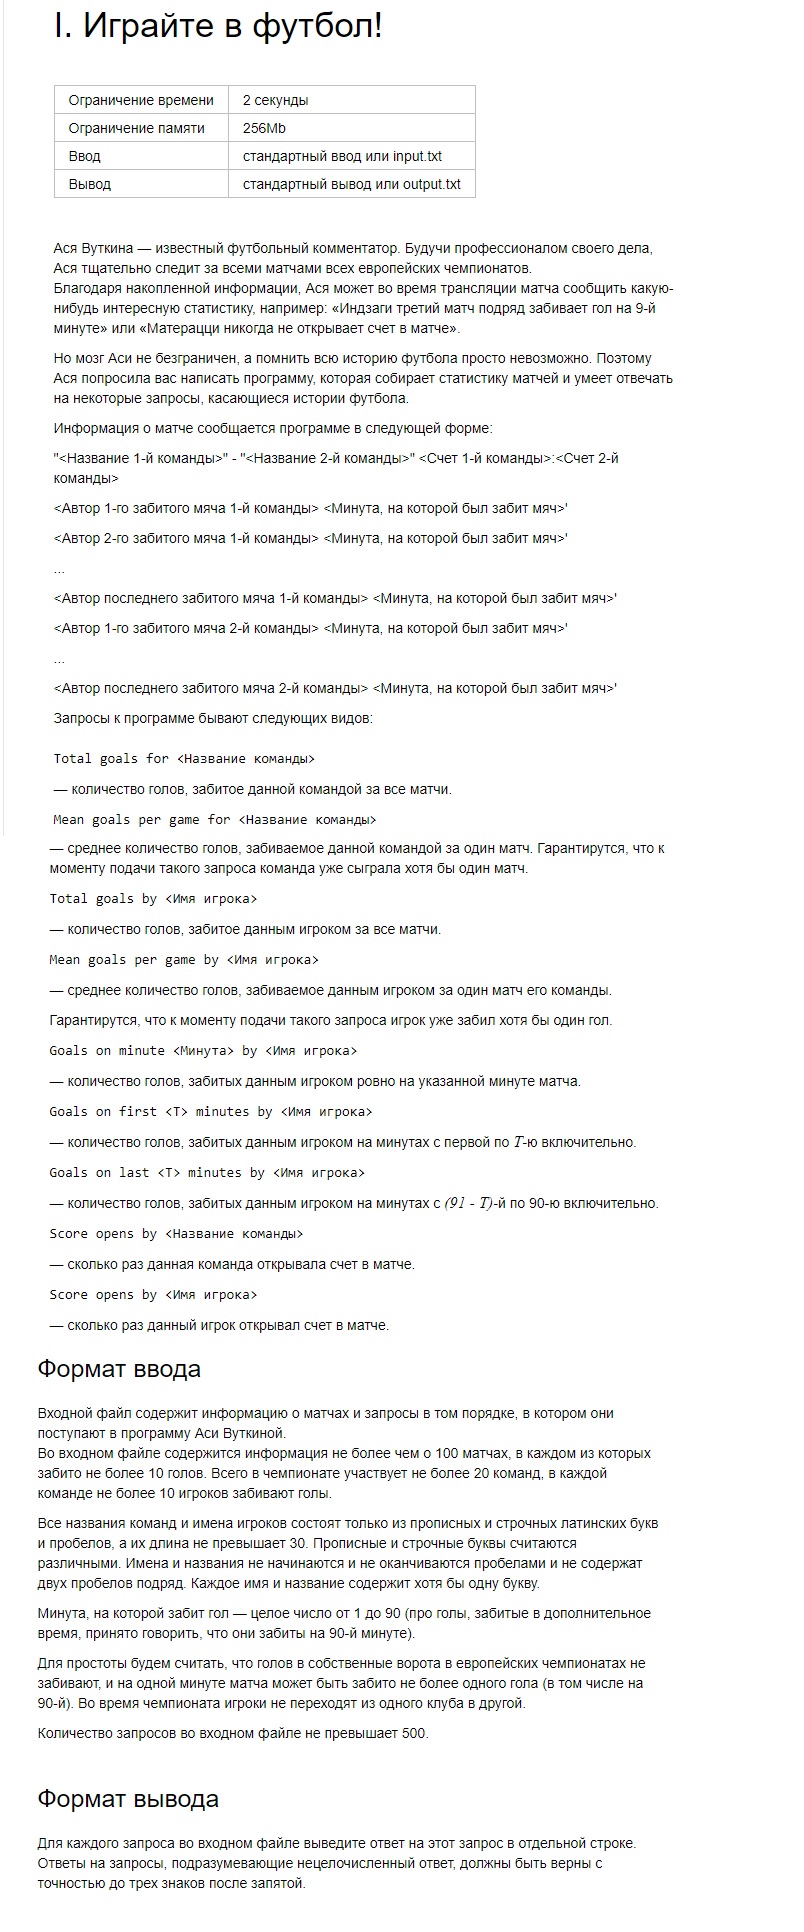 I. Играйте в футбол!
Ограничение времени 2 секунды
Ограничение памяти 256Mb
Ввод стандартный ввод или input.txt
Вывод стандартный вывод или output.txt
Ася Вуткина — известный футбольный комментатор. Будучи профессионалом своего дела,
Ася тщательно следит за всеми матчами всех европейских чемпионатов.
Благодаря накопленной информации, Ася может во время трансляции матча сообщить какую-
нибудь интересную статистику, например: «Индзаги третий матч подряд забивает гол на 9-й
минуте» или «Матерацци никогда не открывает счет в матче».
Но мозг Аси не безграничен, а помнить всю историю футбола просто невозможно. Поэтому
Ася попросила вас написать программу, которая собирает статистику матчей и умеет отвечать
на некоторые запросы, касающиеся истории футбола.
Информация о матче сообщается программе в следующей форме:
"<Название 1-й команды>" - "<Название 2-й команды>" <Счет 1-й команды>:<Счет 2-й
команды>
<Автор 1-го забитого мяча 1-й команды> <Минута, на которой был забит мяч>'
<Автор 2-го забитого мяча 1-й команды> <Минута, на которой был забит мяч>'
...
<Автор последнего забитого мяча 1-й команды> <Минута, на которой был забит мяч>'
<Автор 1-го забитого мяча 2-й команды> <Минута, на которой был забит мяч>'
...
<Автор последнего забитого мяча 2-й команды> <Минута, на которой был забит мяч>'
Запросы к программе бывают следующих видов:
Total goals for <Название команды>
— количество голов, забитое данной командой за все матчи.
Mean goals per game for <Название команды>
— среднее количество голов, забиваемое данной командой за один матч. Гарантирутся, что к
моменту подачи такого запроса команда уже сыграла хотя бы один матч.
Total goals by <Имя игрока>
— количество голов, забитое данным игроком за все матчи.
Mean goals per game by <Имя игрока>
— среднее количество голов, забиваемое данным игроком за один матч его команды.
Гарантирутся, что к моменту подачи такого запроса игрок уже забил хотя бы один гол.
Goals on minute <Минута> by <Имя игрока>
— количество голов, забитых данным игроком ровно на указанной минуте матча.
Goals on first <T> minutes by <Имя игрока>
— количество голов, забитых данным игроком на минутах с первой по T-ю включительно.
Goals on last <T> minutes by <Имя игрока>
— количество голов, забитых данным игроком на минутах с (91 - T)-й по 90-ю включительно.
Score opens by <Название команды>
— сколько раз данная команда открывала счет в матче.
Score opens by <Имя игрока>
— сколько раз данный игрок открывал счет в матче.
Формат ввода
Входной файл содержит информацию о матчах и запросы в том порядке, в котором они
поступают в программу Аси Вуткиной.
Во входном файле содержится информация не более чем о 100 матчах, в каждом из которых
забито не более 10 голов. Всего в чемпионате участвует не более 20 команд, в каждой
команде не более 10 игроков забивают голы.
Все названия команд и имена игроков состоят только из прописных и строчных латинских букв
и пробелов, а их длина не превышает 30. Прописные и строчные буквы считаются
различными. Имена и названия не начинаются и не оканчиваются пробелами и не содержат
двух пробелов подряд. Каждое имя и название содержит хотя бы одну букву.
Минута, на которой забит гол — целое число от 1 до 90 (про голы, забитые в дополнительное
время, принято говорить, что они забиты на 90-й минуте).
Для простоты будем считать, что голов в собственные ворота в европейских чемпионатах не
забивают, и на одной минуте матча может быть забито не более одного гола (в том числе на
90-й). Во время чемпионата игроки не переходят из одного клуба в другой.
Количество запросов во входном файле не превышает 500.
Формат вывода
Для каждого запроса во входном файле выведите ответ на этот запрос в отдельной строке.
Ответы на запросы, подразумевающие нецелочисленный ответ, должны быть верны с
точностью до трех знаков после запятой.